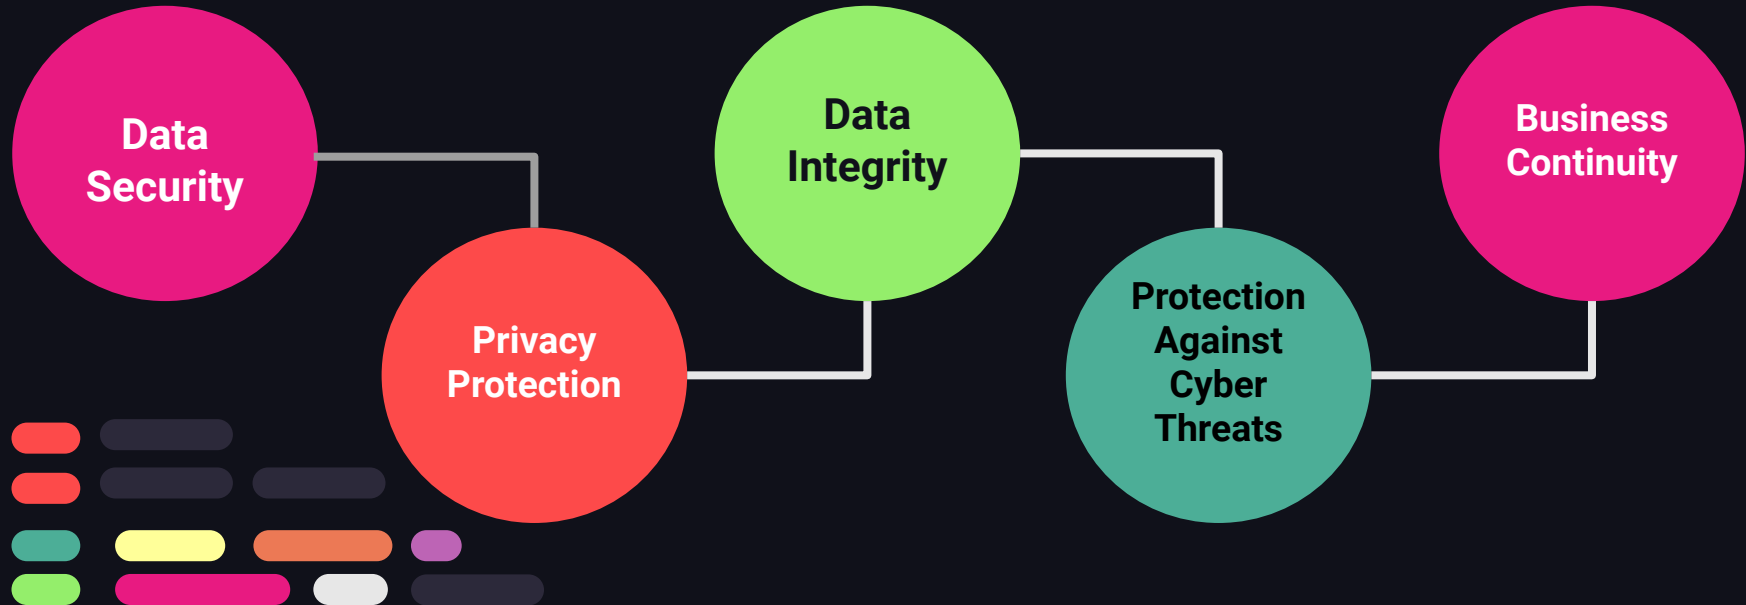 Data
Security
Privacy
Protection
Data
Integrity
Protection
Against
Cyber
Threats
Business
Continuity